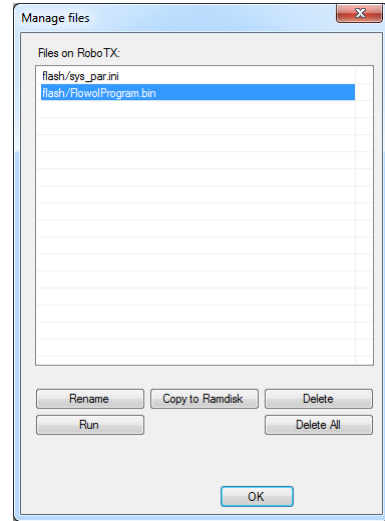 Manage files
Files on RoboTX:
flash/sys_par.ini
flash/FlowolProgram.bin
Rename Copy to Ramdisk Delete
Run Delete All
OK